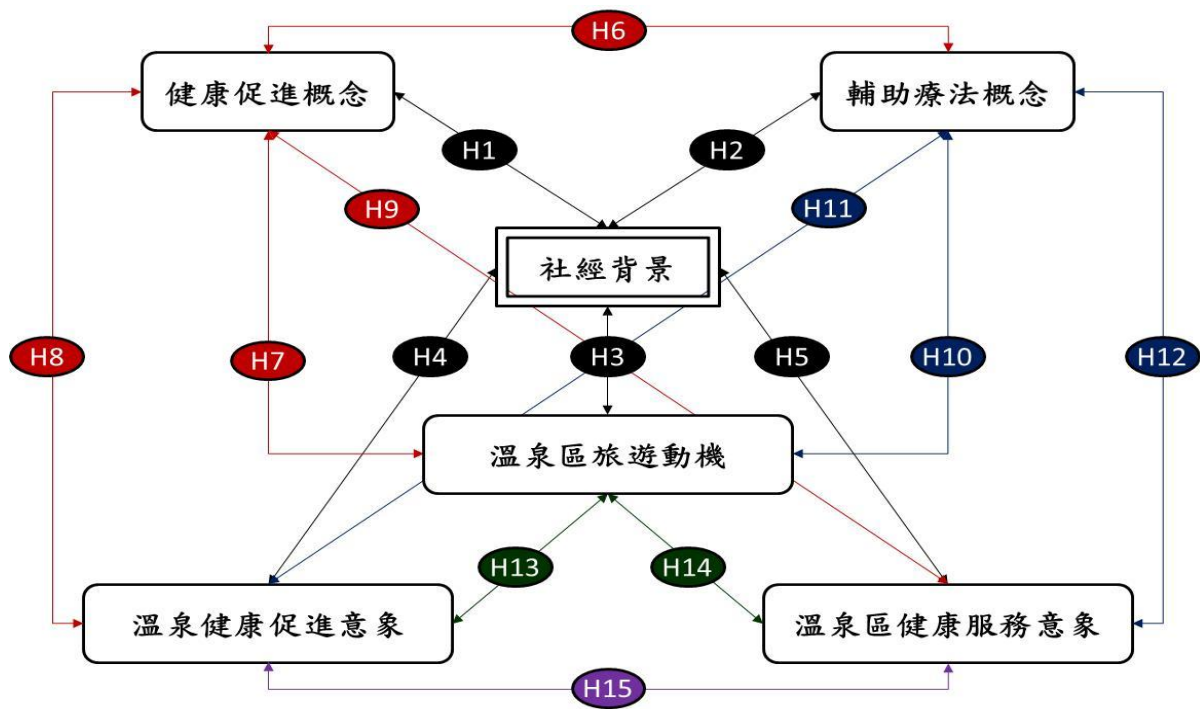 H6
健康促進概念
輔助療法概念
H1
H2
H9
H11
社經背景
H8
H7
H4
H3
H5
H10
H12
溫泉區旅遊動機
H13
H14
溫泉健康促進意象
溫泉區健康服務意象
H15